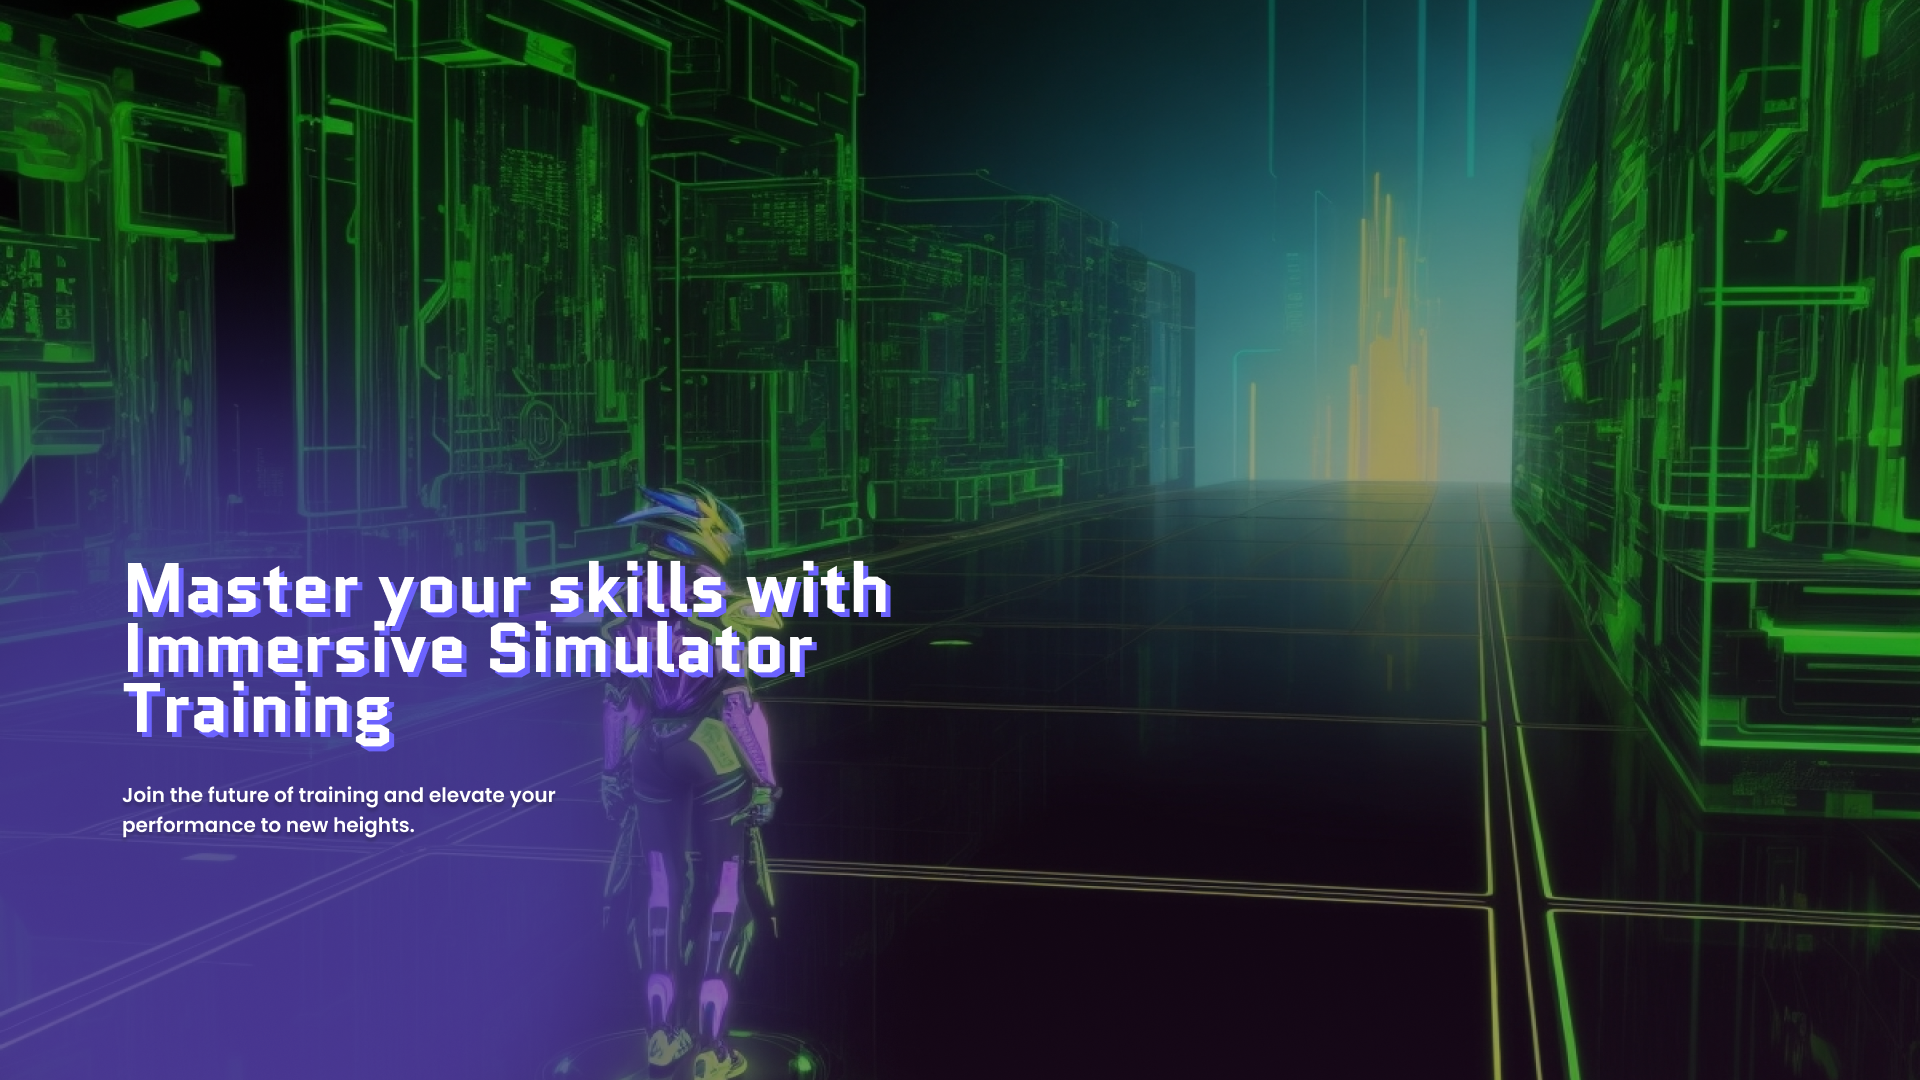 Master your skills with
Immersive Simulator
Training
Join the future of training and elevate your
performance to new heights.